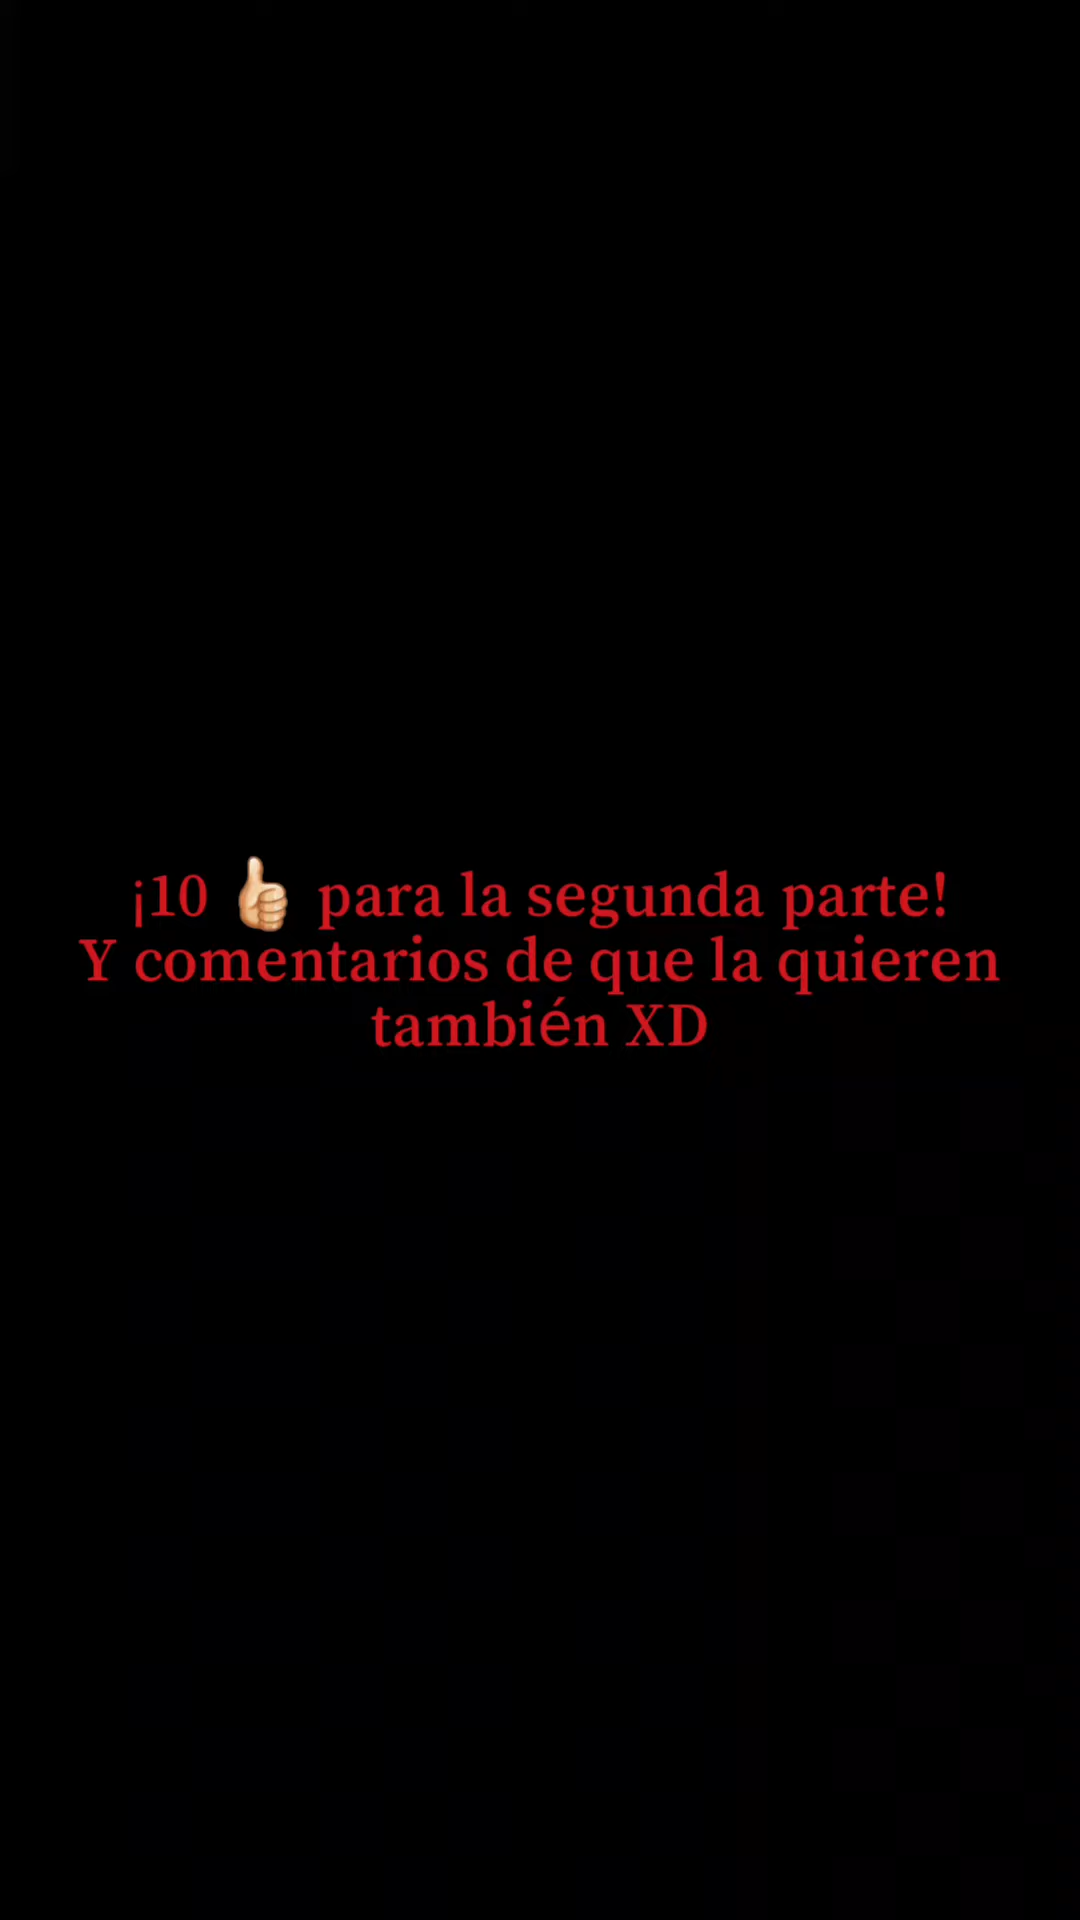 ¡10 👍🏻 para la segunda parte!
Y comentarios de que la quieren
también XD